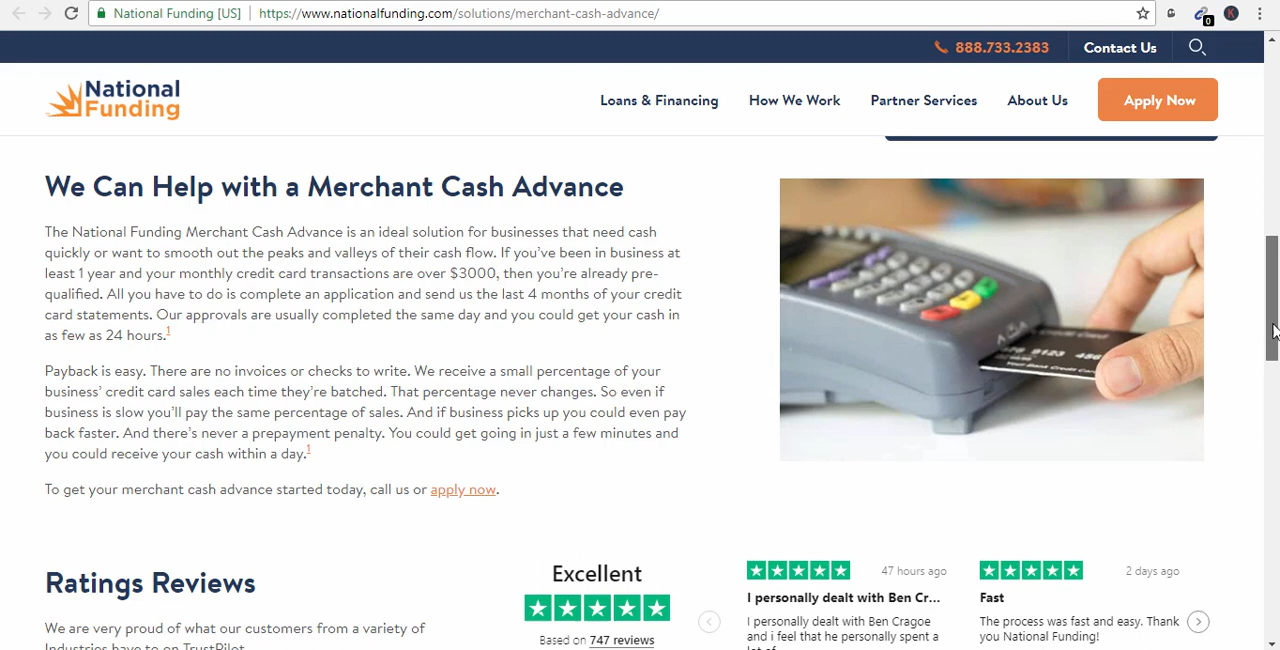 National Funding [US] https://www.nationalfunding.com/solutions/merchant-cash-advance/
0
K
888.733.2383 Contact Us
National Funding
Loans & Financing How We Work Partner Services About Us Apply Now
We Can Help with a Merchant Cash Advance
The National Funding Merchant Cash Advance is an ideal solution for businesses that need cash
quickly or want to smooth out the peaks and valleys of their cash flow. If you've been in business at
least 1 year and your monthly credit card transactions are over $3000, then you're already pre-
qualified. All you have to do is complete an application and send us the last 4 months of your credit
card statements. Our approvals are usually completed the same day and you could get your cash in
as few as 24 hours.1
Payback is easy. There are no invoices or checks to write. We receive a small percentage of your
business' credit card sales each time they're batched. That percentage never changes. So even if
business is slow you'll pay the same percentage of sales. And if business picks up you could even pay
back faster. And there's never a prepayment penalty. You could get going in just a few minutes and
you could receive your cash within a day.1
To get your merchant cash advance started today, call us or apply now.
Ratings Reviews
We are very proud of what our customers from a variety of
Industries have to on TrustPilot
Excellent
Based on 747 reviews
47 hours ago
I personally dealt with Ben Cr...
I personally dealt with Ben Cragoe
and i feel that he personally spent a
lot of
2 days ago
Fast
The process was fast and easy. Thank
you National Funding!